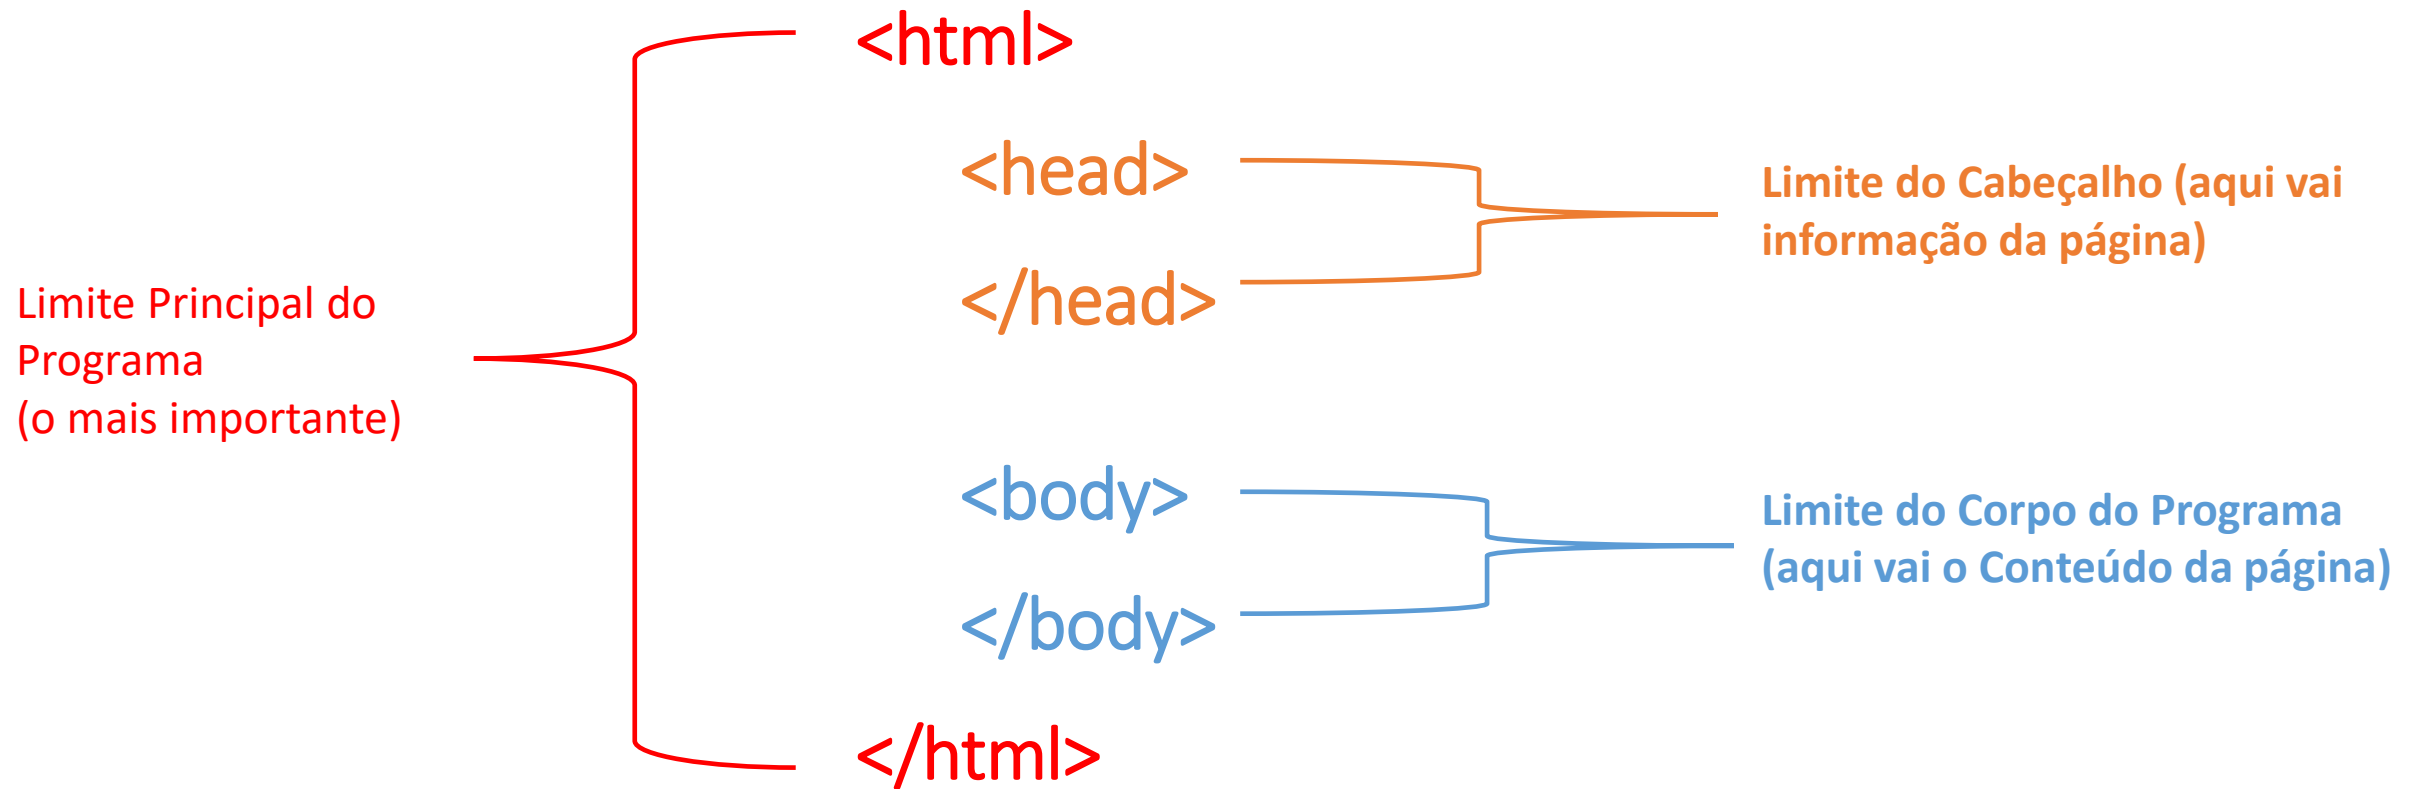 <html>
<head>
Limite do Cabeçalho (aqui vai
informação da página)
</head>
Limite Principal do
Programa
(o mais importante)
<body>
Limite do Corpo do Programa
(aqui vai o Conteúdo da página)
</body>
</html>